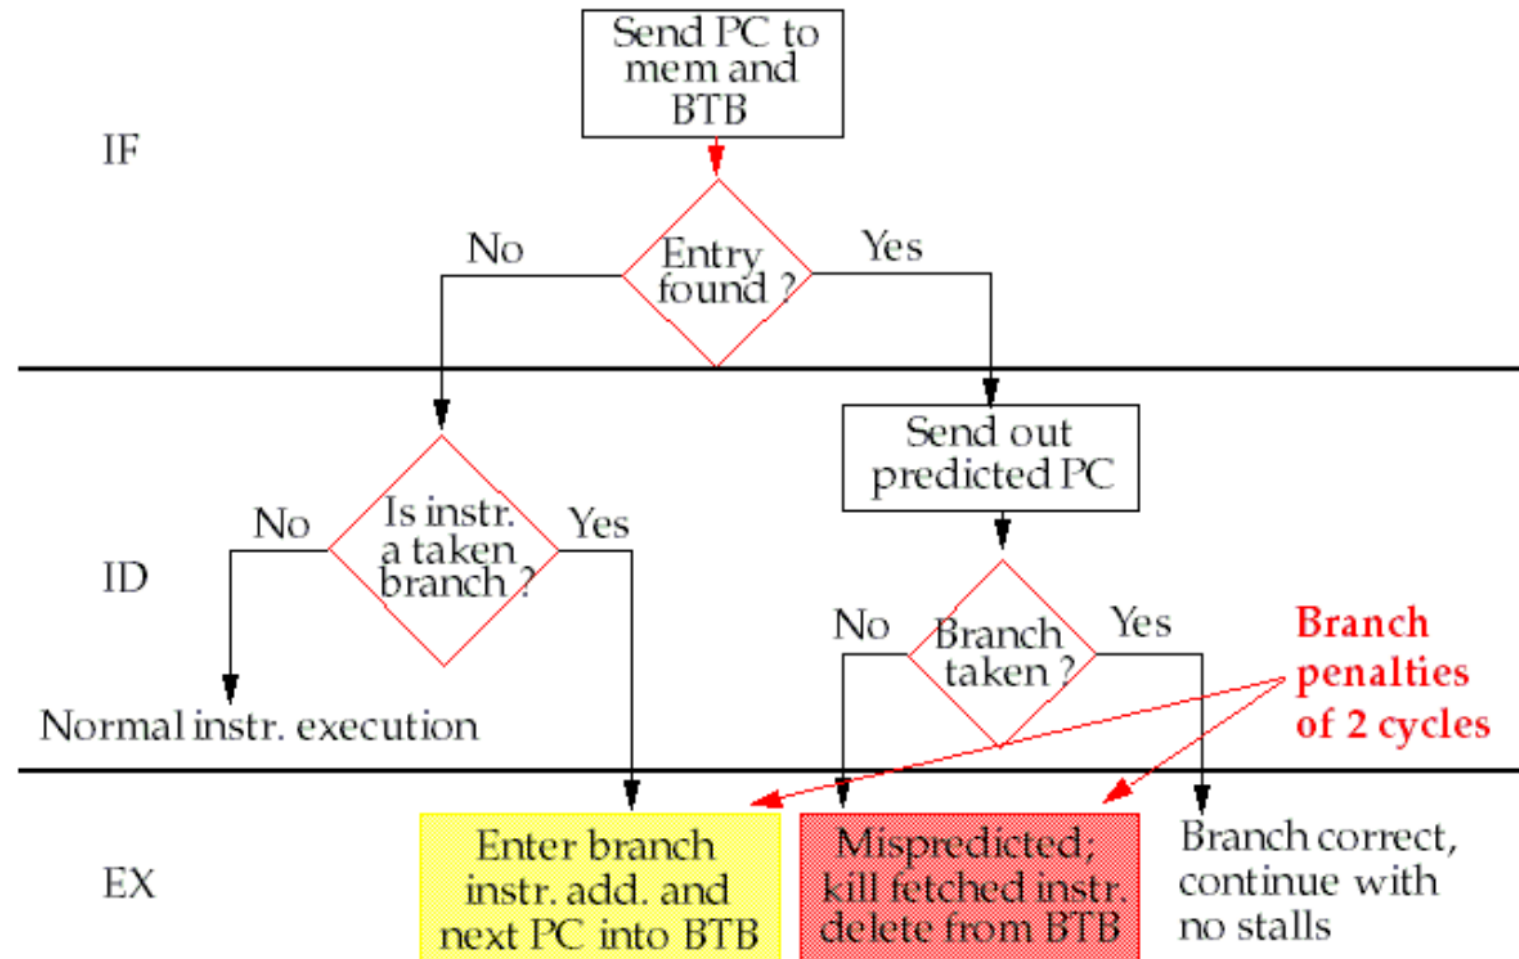 Send PC to
mem and
BTB
IF
No
Entry
found ?
Yes
Send out
predicted PC
No
Is instr.
a taken
branch ?
Yes
ID
No
Branch
taken ?
Yes
Branch
penalties
of 2 cycles
Normal instr. execution
EX
Enter branch
instr. add. and
next PC into BTB
Mispredicted;
kill fetched instr.
delete from BTB
Branch correct,
continue with
no stalls